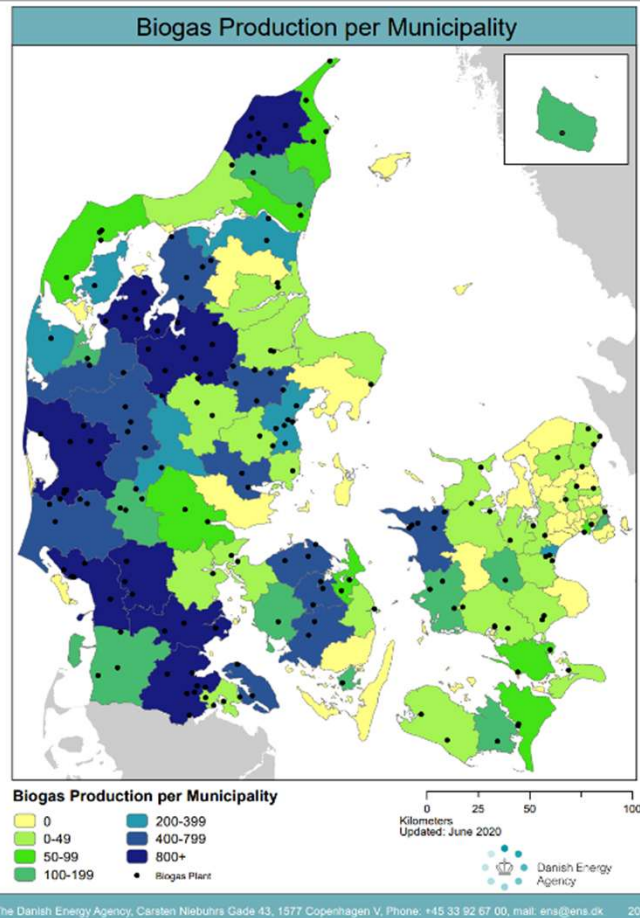 Biogas Production per Municipality
Biogas Production per Municipality
0
0-49
50-99
100-199
200-399
400-799
800+
Biogas Plant
0 25 50 100
Kilometers
Updated: June 2020
Danish Energy
Agency
The Danish Energy Agency, Carsten Niebuhrs Gade 43, 1577 Copenhagen V, Phone: +45 33 92 67 00, mail: ens@ens.dk 20